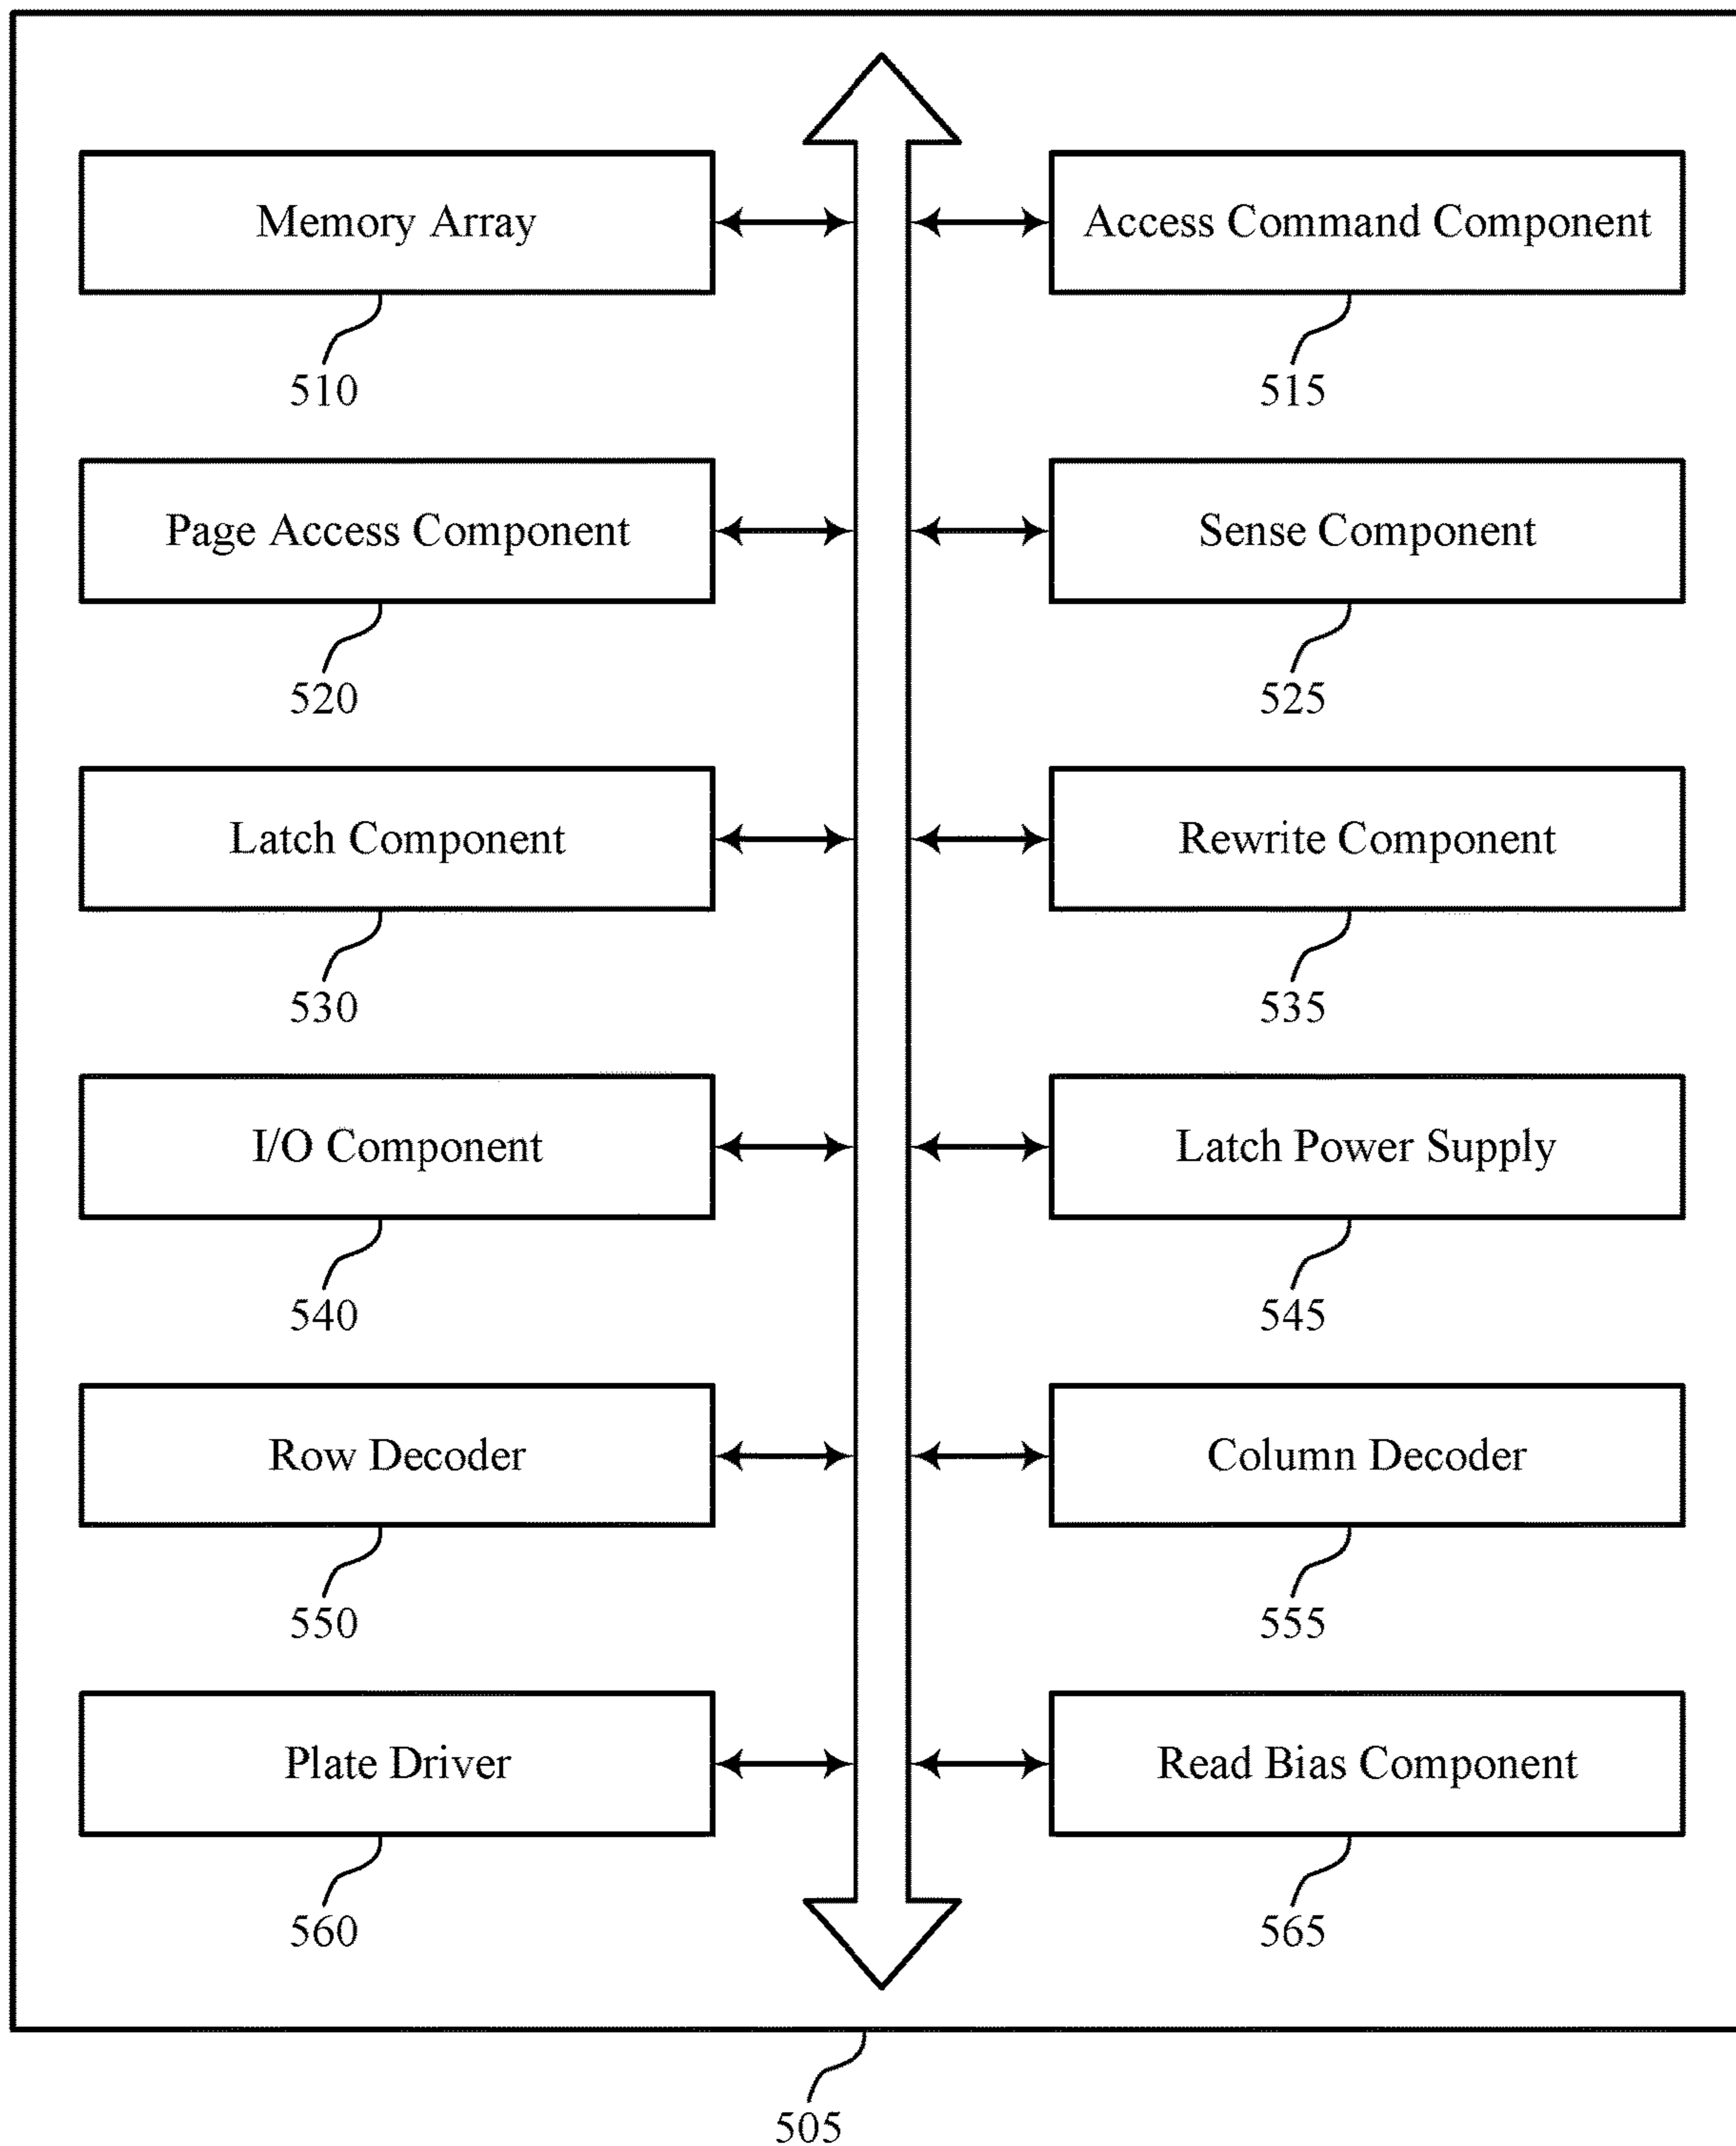 Memory Array
Access Command Component
510
515
Page Access Component
Sense Component
520
525
Latch Component
Rewrite Component
530
535
I/O Component
Latch Power Supply
540
545
Row Decoder
Column Decoder
550
555
Plate Driver
Read Bias Component
560
565
505